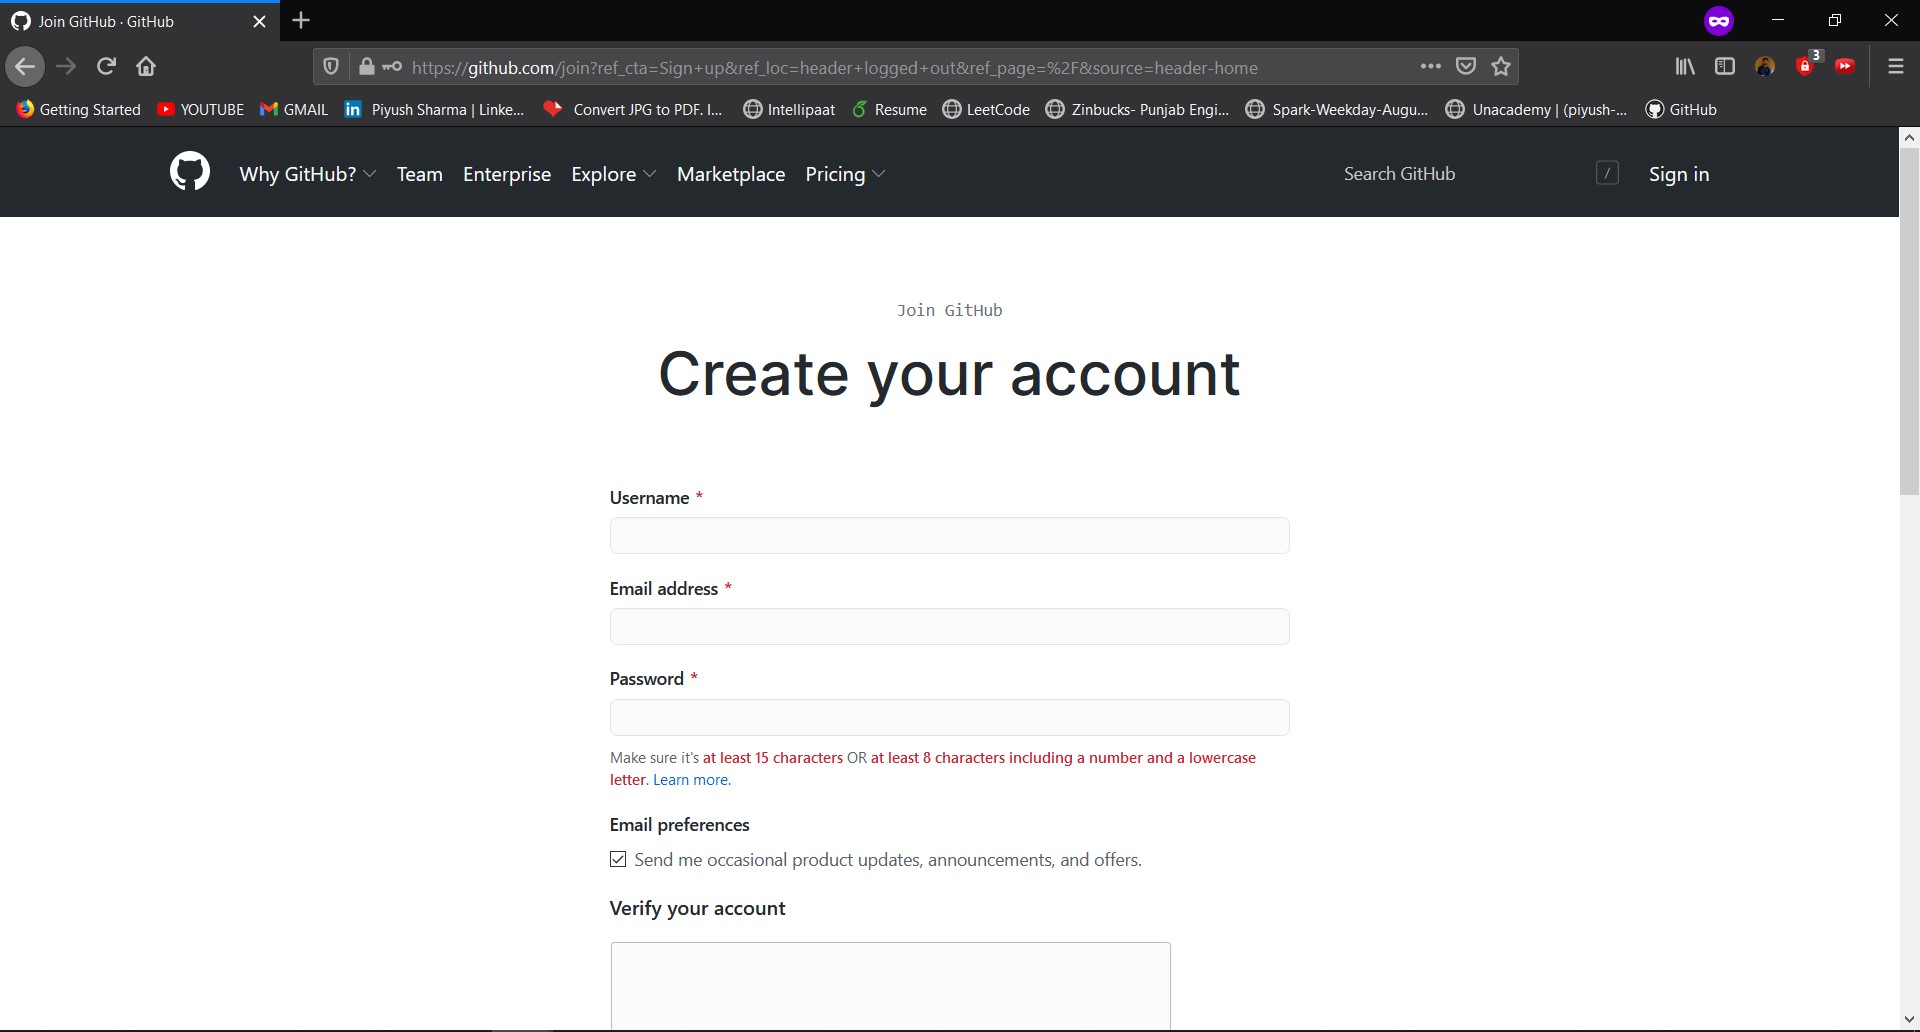 Join GitHub · GitHub
https://github.com/join?ref_cta=Sign+up&ref_loc=header+logged+out&ref_page=%2F&source=header-home
3
Getting Started YOUTUBE GMAIL in Piyush Sharma | Linke... Convert JPG to PDF. I... Intellipaat Resume LeetCode Zinbucks- Punjab Engi... Spark-Weekday-Augu... Unacademy | (piyush-... GitHub
Why GitHub? Team Enterprise Explore Marketplace Pricing Search GitHub / Sign in
Join GitHub
Create your account
Username *
Email address *
Password *
Make sure it's at least 15 characters OR at least 8 characters including a number and a lowercase
letter. Learn more.
Email preferences
Send me occasional product updates, announcements, and offers.
Verify your account